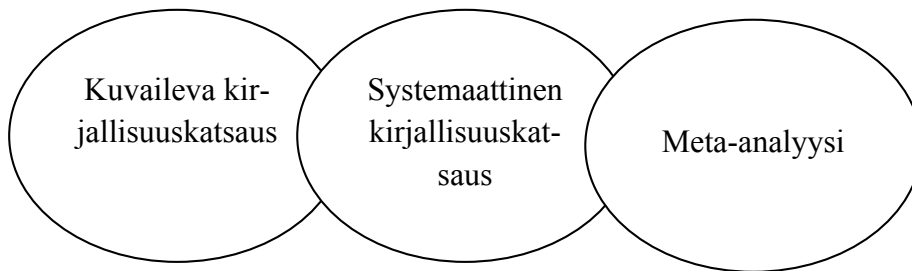 Kuvaileva kir-
jallisuuskatsaus
Systemaattinen
kirjallisuuskat-
saus
Meta-analyysi